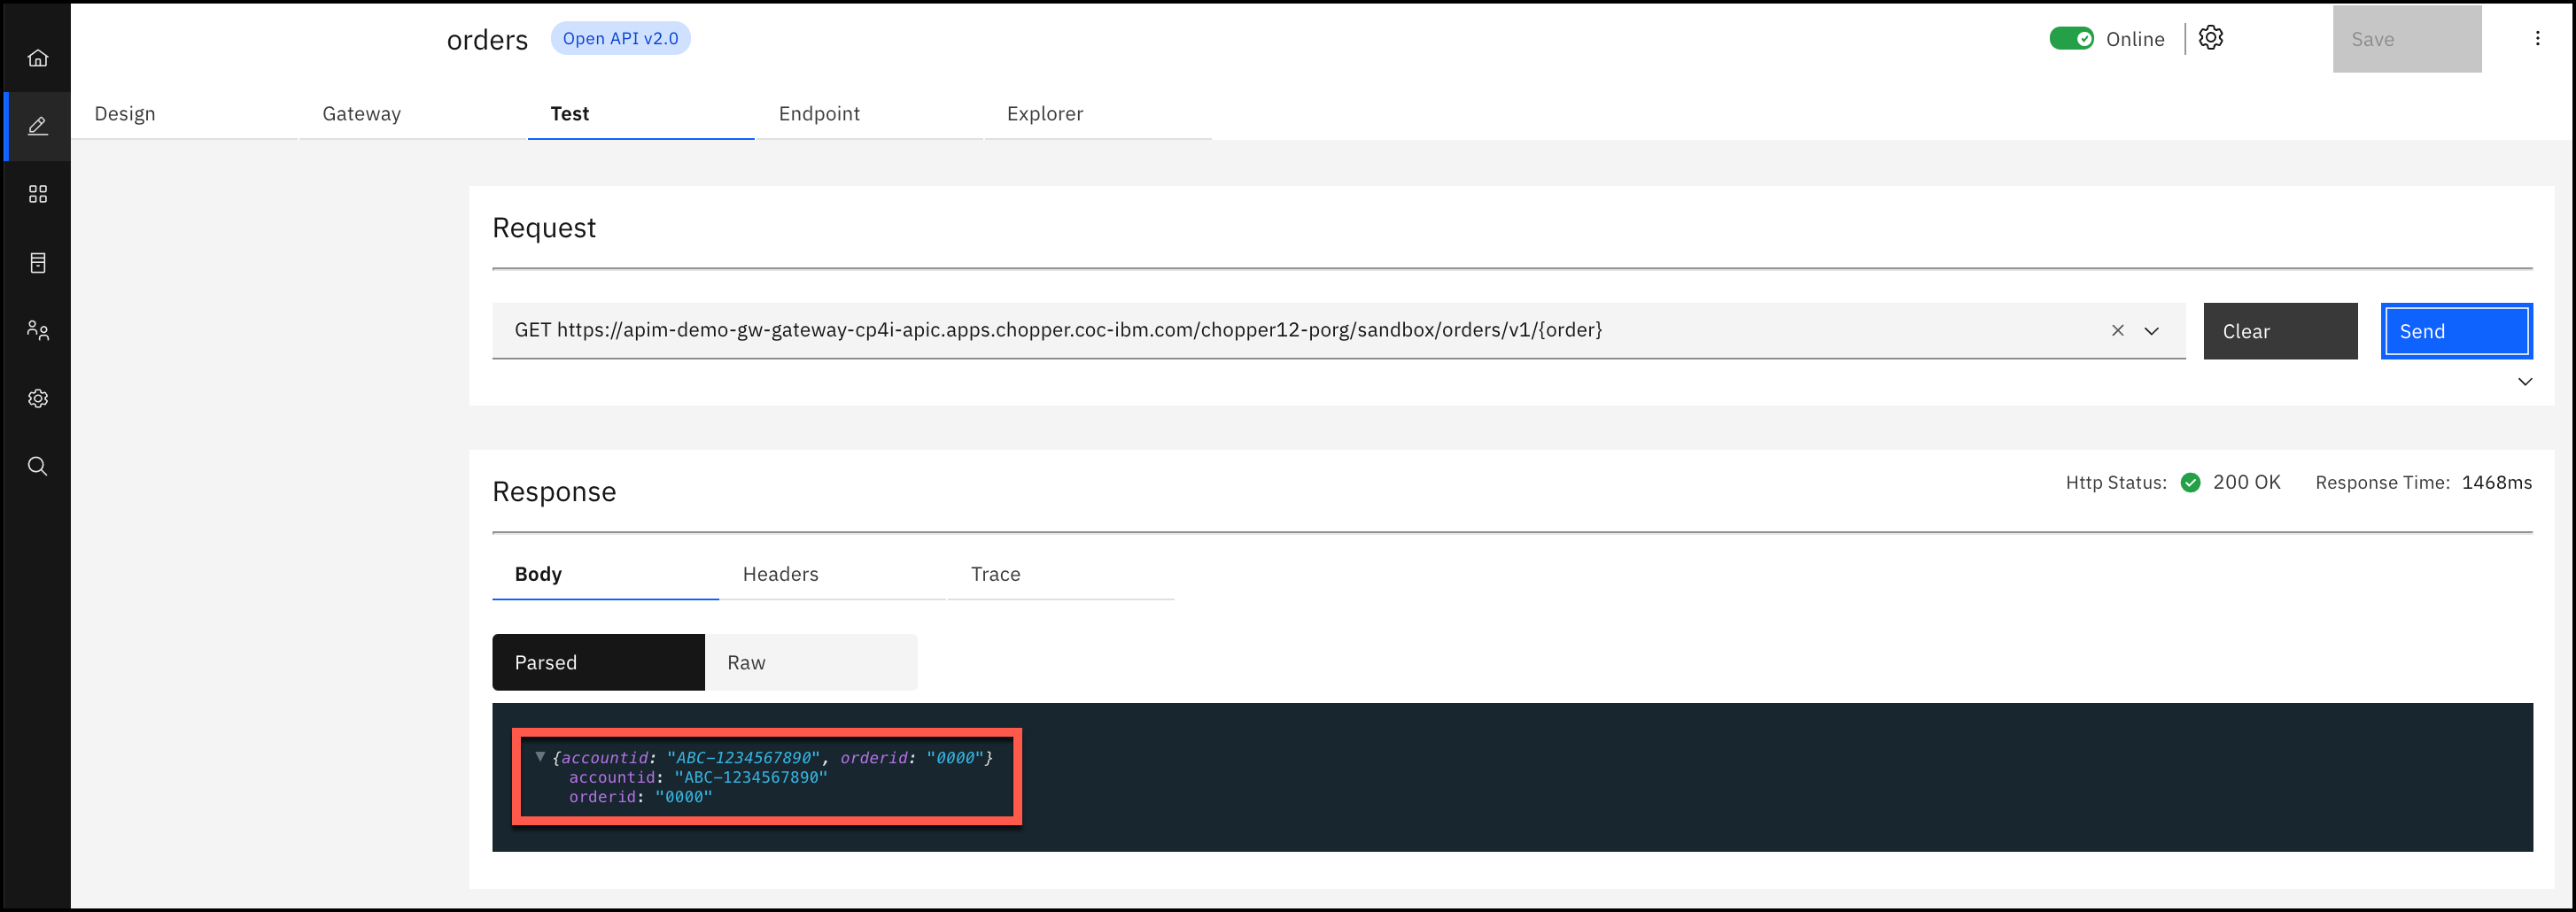 orders Open API v2.0 Online Save
Design Gateway Test Endpoint Explorer
Request
GET https://apim-demo-gw-gateway-cp4i-apic.apps.chopper.coc-ibm.com/chopper12-porg/sandbox/orders/v1/{order} Clear Send
Response Http Status: 200 OK Response Time: 1468ms
Body Headers Trace
Parsed Raw
{accountid: "ABC-1234567890", orderid: "0000"}
accountid: "ABC-1234567890"
orderid: "0000"